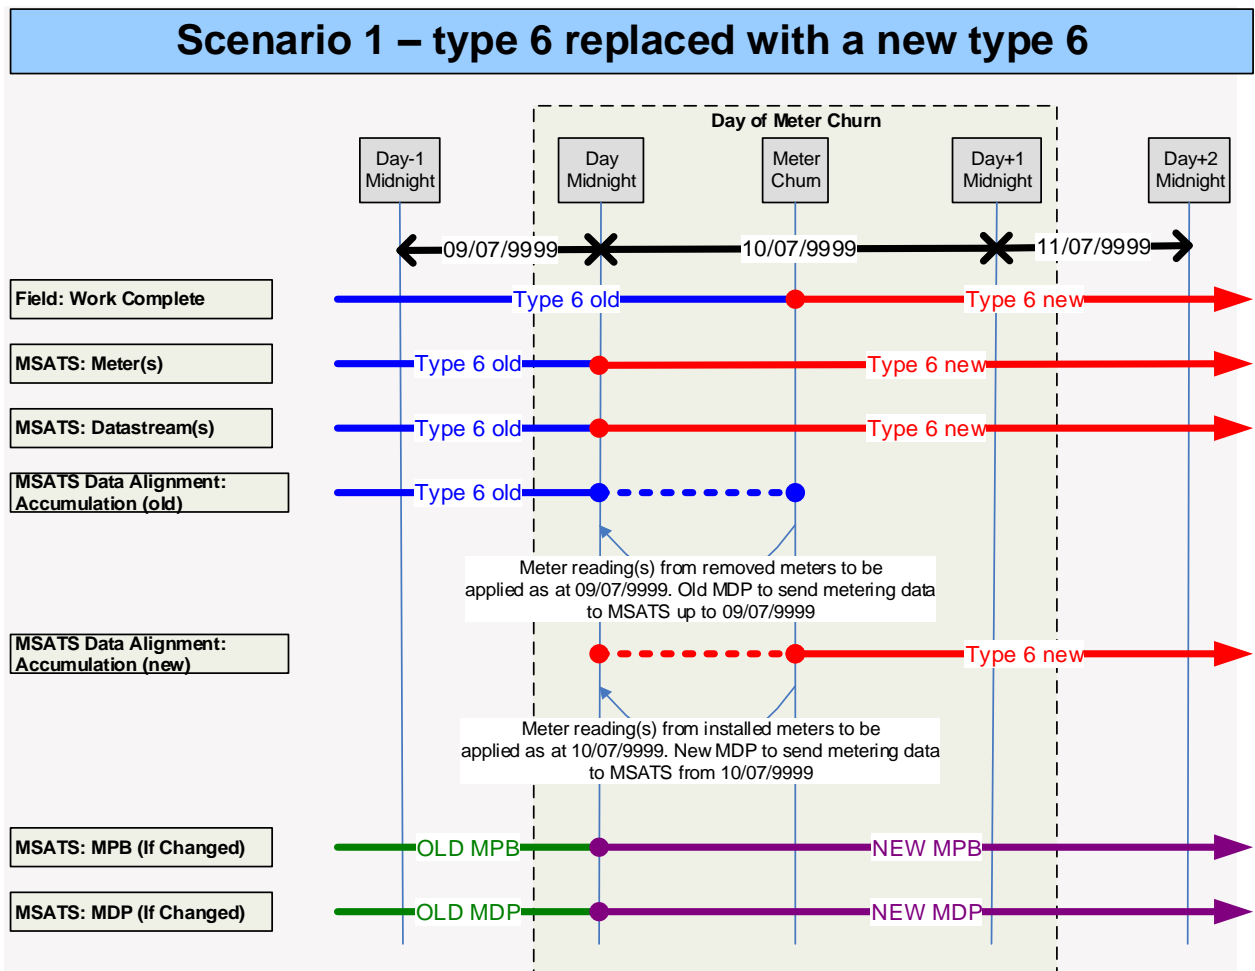 Scenario 1 – type 6 replaced with a new type 6
Day of Meter Churn
Day-1
Midnight
Day
Midnight
Meter
Churn
Day+1
Midnight
Day+2
Midnight
09/07/9999
10/07/9999
11/07/9999
Field: Work Complete
Type 6 old
Type 6 new
MSATS: Meter(s)
Type 6 old
Type 6 new
MSATS: Datastream(s)
Type 6 old
Type 6 new
MSATS Data Alignment:
Accumulation (old)
Type 6 old
Meter reading(s) from removed meters to be
applied as at 09/07/9999. Old MDP to send metering data
to MSATS up to 09/07/9999
MSATS Data Alignment:
Accumulation (new)
Type 6 new
Meter reading(s) from installed meters to be
applied as at 10/07/9999. New MDP to send metering data
to MSATS from 10/07/9999
MSATS: MPB (If Changed)
OLD MPB
NEW MPB
MSATS: MDP (If Changed)
OLD MDP
NEW MDP